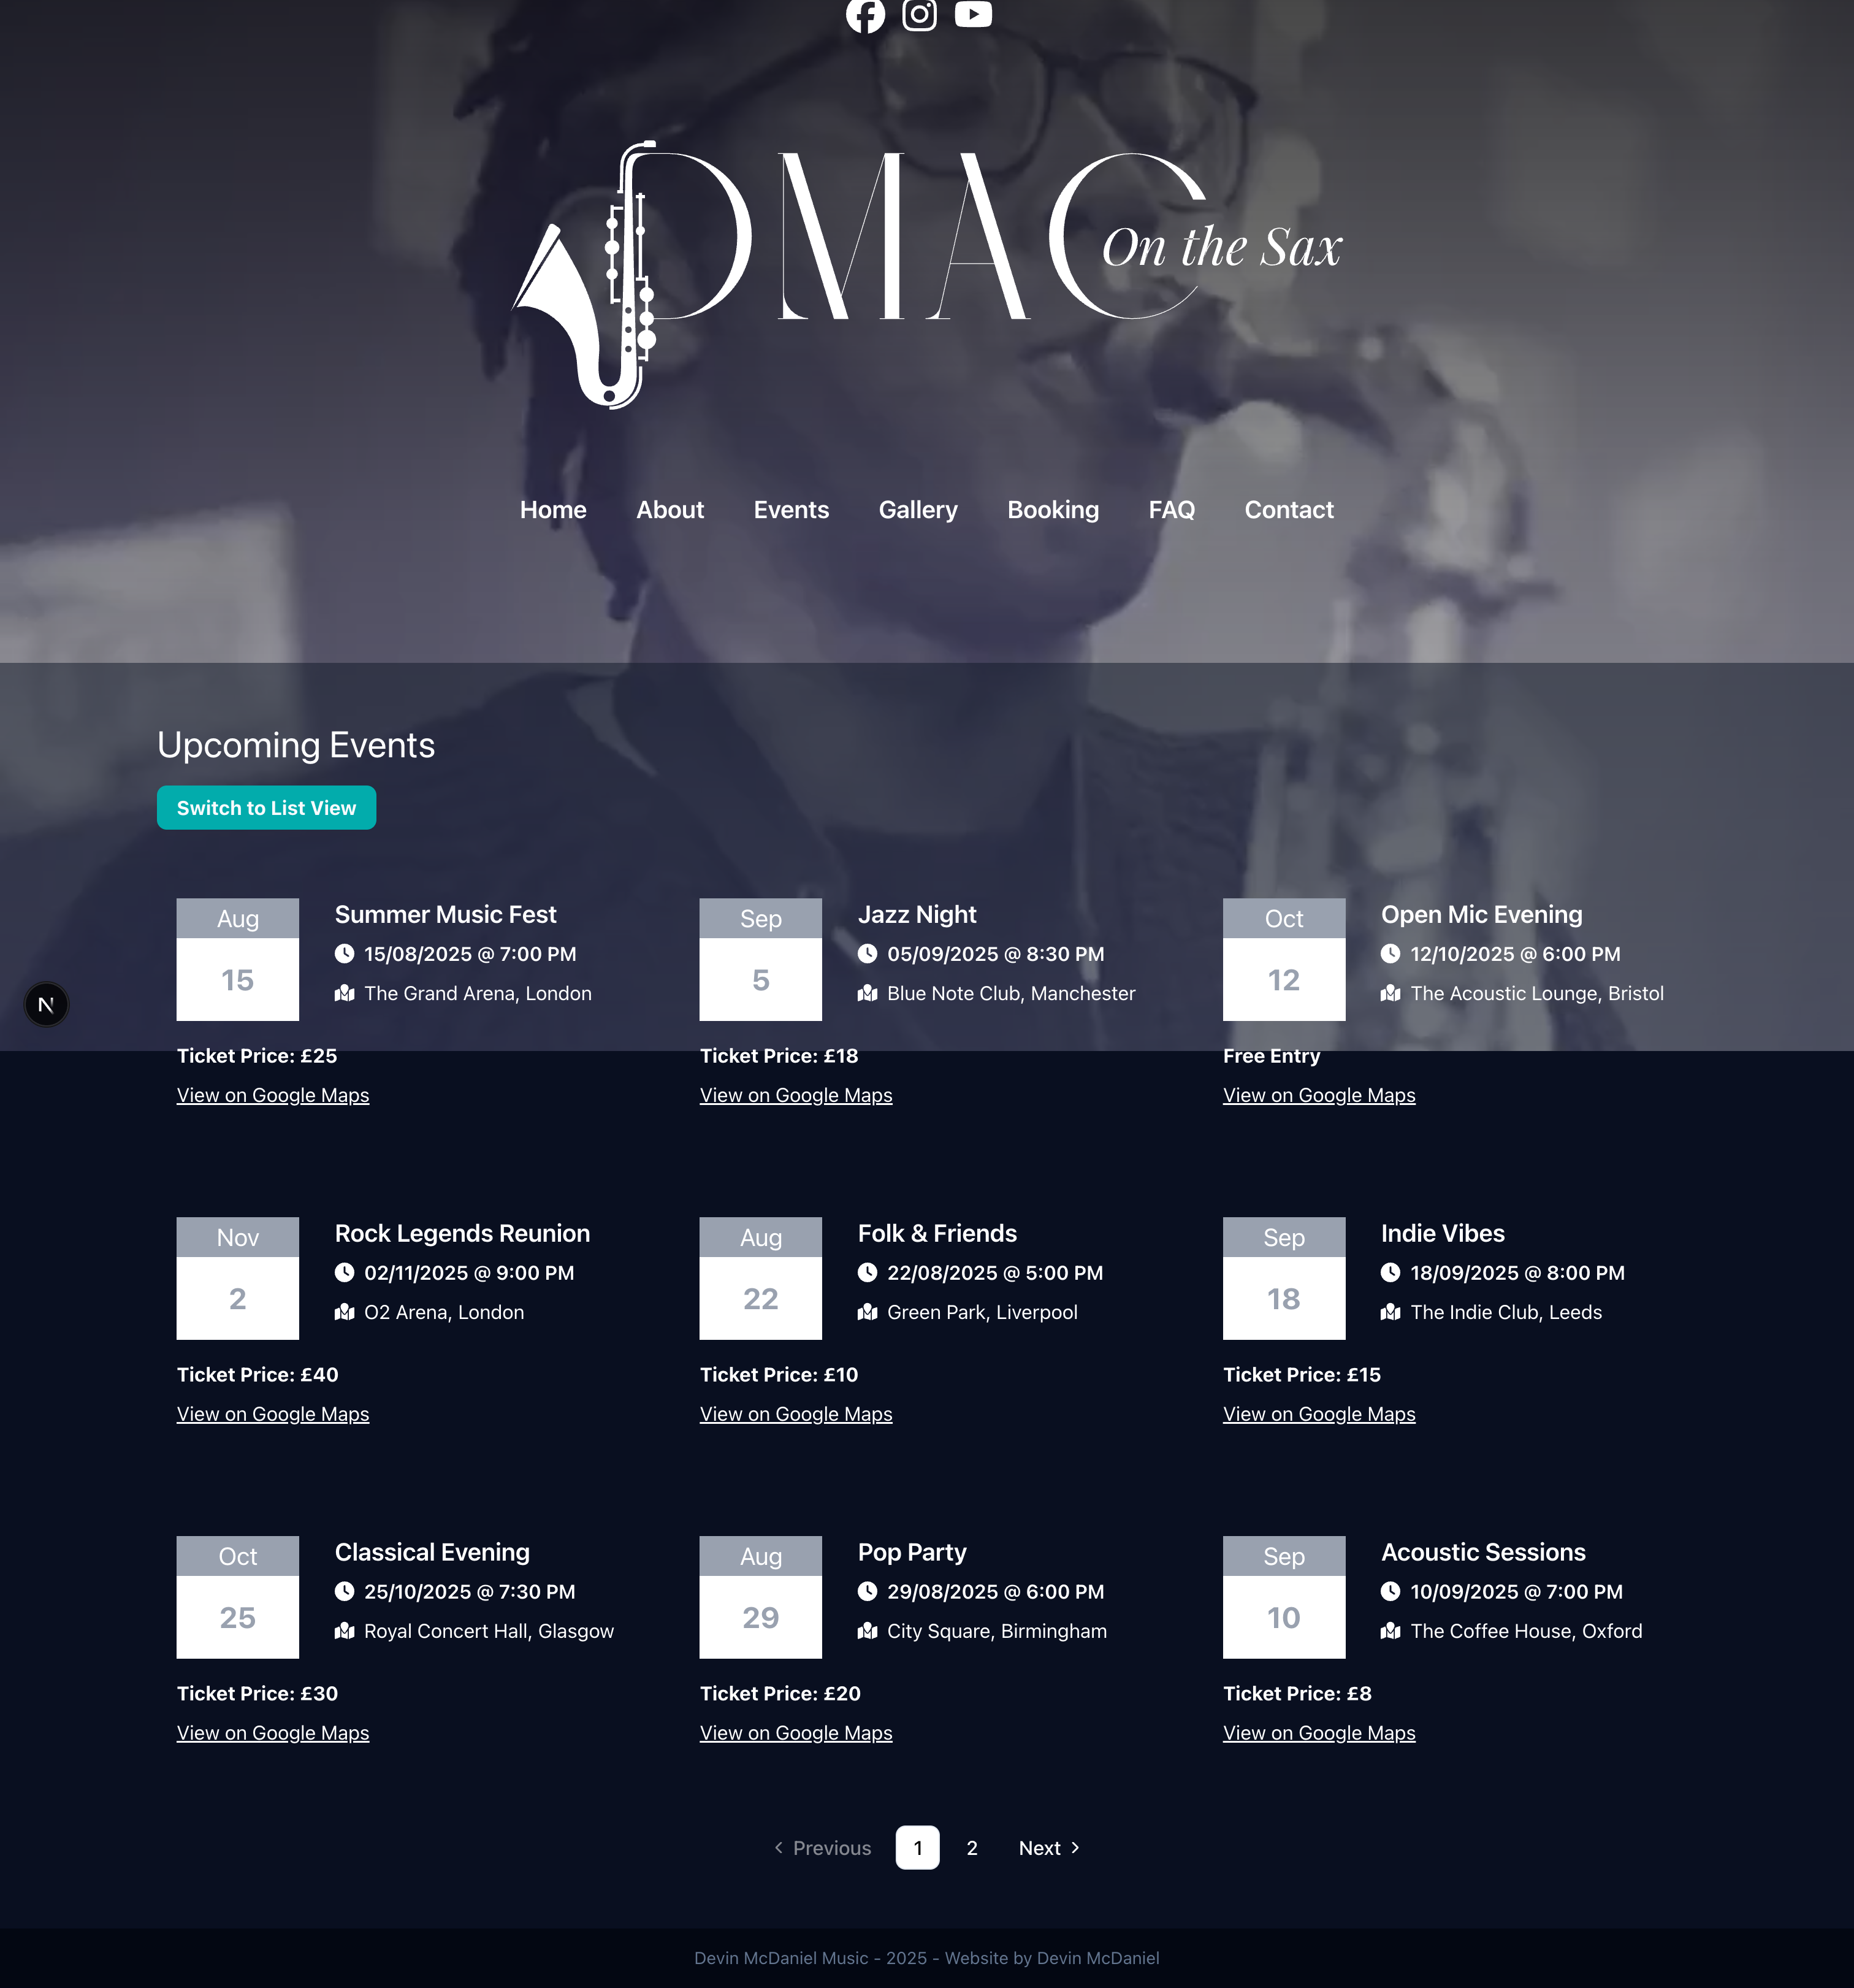 DMAC
On the Sax
Home About Events Gallery Booking FAQ Contact
Upcoming Events
Switch to List View
Aug
15
Summer Music Fest
15/08/2025 @ 7:00 PM
The Grand Arena, London
Ticket Price: £25
View on Google Maps
Sep
5
Jazz Night
05/09/2025 @ 8:30 PM
Blue Note Club, Manchester
Ticket Price: £18
View on Google Maps
Oct
12
Open Mic Evening
12/10/2025 @ 6:00 PM
The Acoustic Lounge, Bristol
Free Entry
View on Google Maps
N
Nov
2
Rock Legends Reunion
02/11/2025 @ 9:00 PM
O2 Arena, London
Ticket Price: £40
View on Google Maps
Aug
22
Folk & Friends
22/08/2025 @ 5:00 PM
Green Park, Liverpool
Ticket Price: £10
View on Google Maps
Sep
18
Indie Vibes
18/09/2025 @ 8:00 PM
The Indie Club, Leeds
Ticket Price: £15
View on Google Maps
Oct
25
Classical Evening
25/10/2025 @ 7:30 PM
Royal Concert Hall, Glasgow
Ticket Price: £30
View on Google Maps
Aug
29
Pop Party
29/08/2025 @ 6:00 PM
City Square, Birmingham
Ticket Price: £20
View on Google Maps
Sep
10
Acoustic Sessions
10/09/2025 @ 7:00 PM
The Coffee House, Oxford
Ticket Price: £8
View on Google Maps
Previous 1 2 Next
Devin McDaniel Music - 2025 - Website by Devin McDaniel